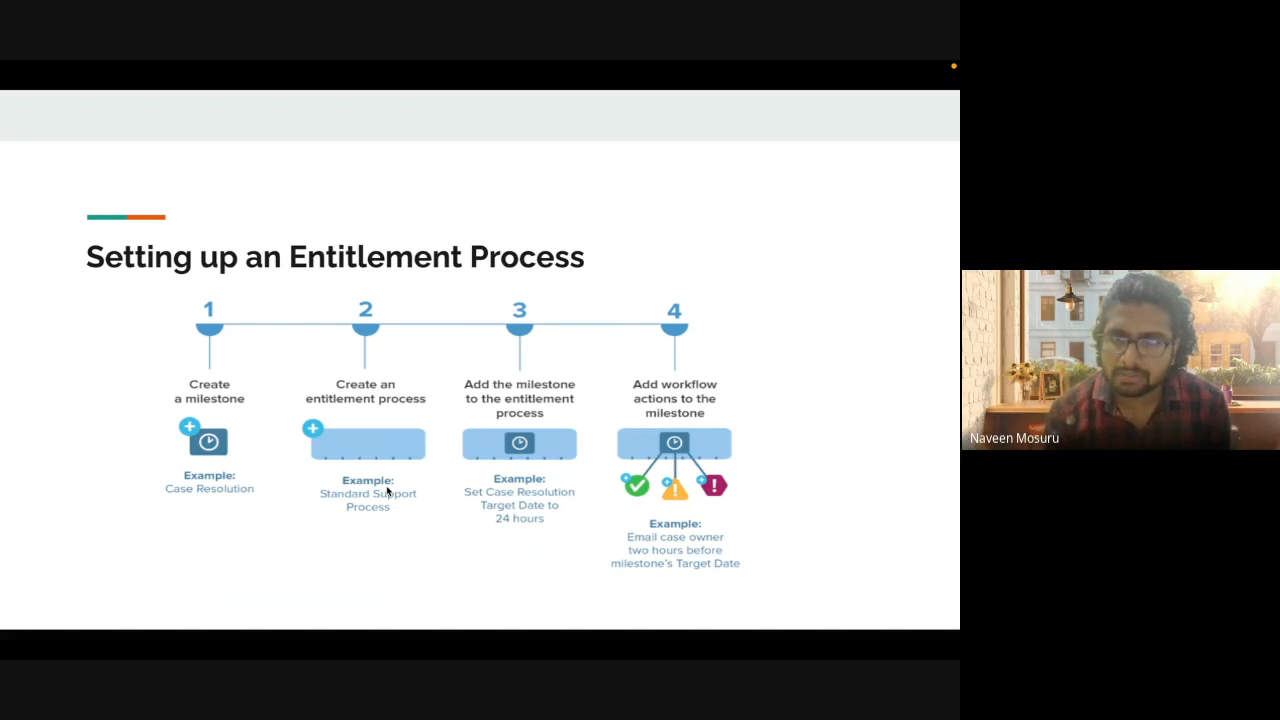 Setting up an Entitlement Process
1
2
3
4
Create
a milestone
Create an
entitlement process
Add the milestone
to the entitlement
process
Add workflow
actions to the
milestone
Example:
Case Resolution
Example:
Standard Support
Process
Example:
Set Case Resolution
Target Date to
24 hours
Example:
Email case owner
two hours before
milestone's Target Date
Naveen Mosuru